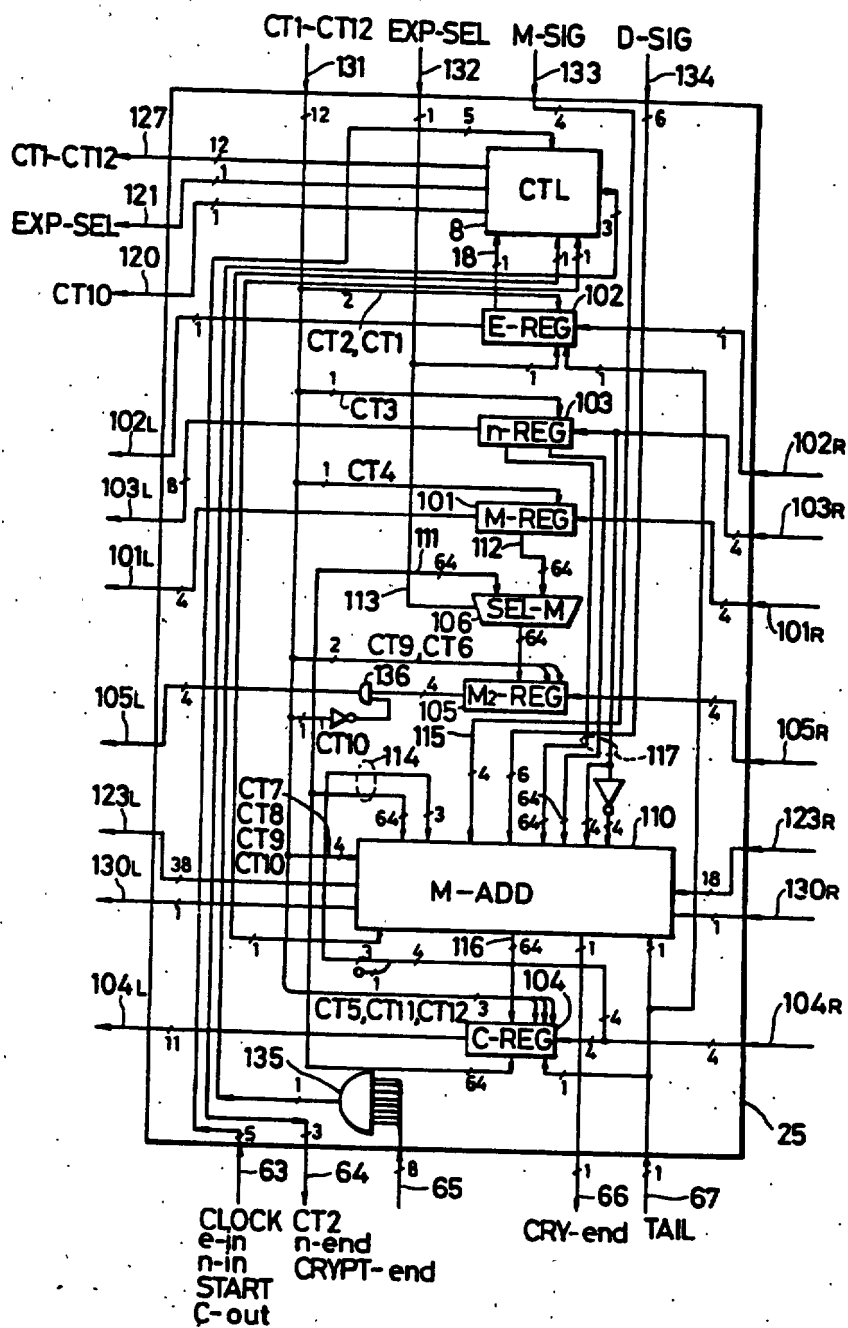 CT1-CT12 EXP-SEL M-SIG D-SIG
131 132 133 134
12 1 4 6
127
5
CT1-CT12
12
1
121
CTL
EXP-SEL
1
8
3
120
18
1 1 1
CT10
2
102
1
E-REG
1
CT2, CT1
1 1
1
103
CT3
n-REG
102L
102R
8
1 CT4
103L
101
M-REG
103R
4
111
112
101L
64 64
4
113
SEL-M
4
106
101R
64
2 CT9, CT6
136
4
4
M2-REG
4
105L
105
1 CT10
115
117
105R
114
4 6
CT7
123L
CT8
64
110
123R
CT9
64 3 64 4 4
CT10
4
130L
38
M-ADD
18
130R
1
1
1
116
64 1 1
3 4
1
104
104L
CT5, CT11, CT12 3
4
104R
C-REG
11
4 4
135
64 1
1
25
5 3 8 1 1
63 64 65 66 67
CLOCK CT2
CRY-end TAIL
e-in n-end
n-in CRYPT-end
START
C-out